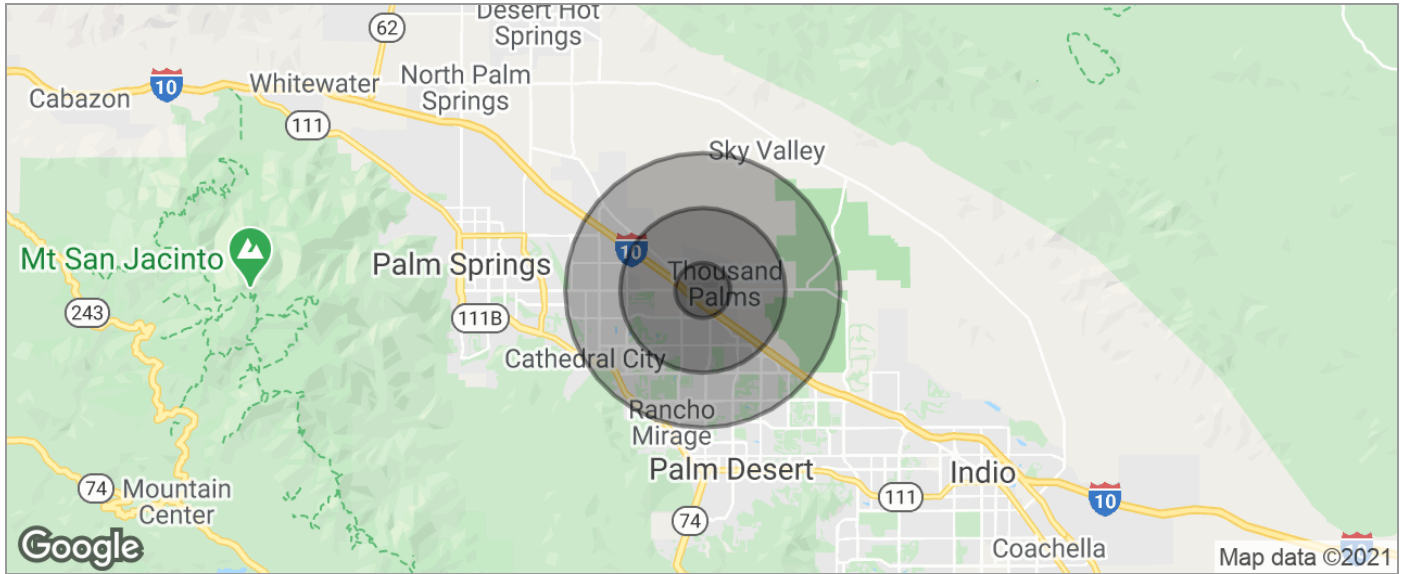 Desert Hot
Springs
62
10
Whitewater
North Palm
Springs
Cabazon
111
Sky Valley
Mt San Jacinto
Palm Springs
10
Thousand
Palms
243
111B
Cathedral City
Rancho
Mirage
Palm Desert
Indio
74
Mountain
Center
111
10
74
Coachella
10
Google
Map data ©2021